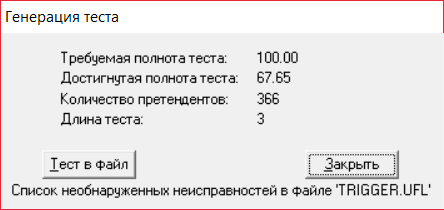 Генерация теста
Требуемая полнота теста: 100.00
Достигнутая полнота теста: 67.65
Количество претендентов: 366
Длина теста: 3
Тест в файл Закрыть
Список необнаруженных неисправностей в файле 'TRIGGER.UFL'